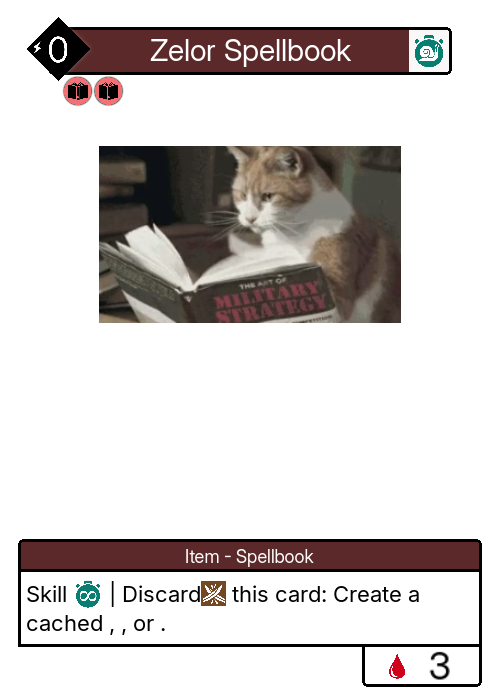 0 Zelor Spellbook
THE ART OF
MILITARY
STRATEGY
Item - Spellbook
Skill | Discard this card: Create a
cached , , or .
3